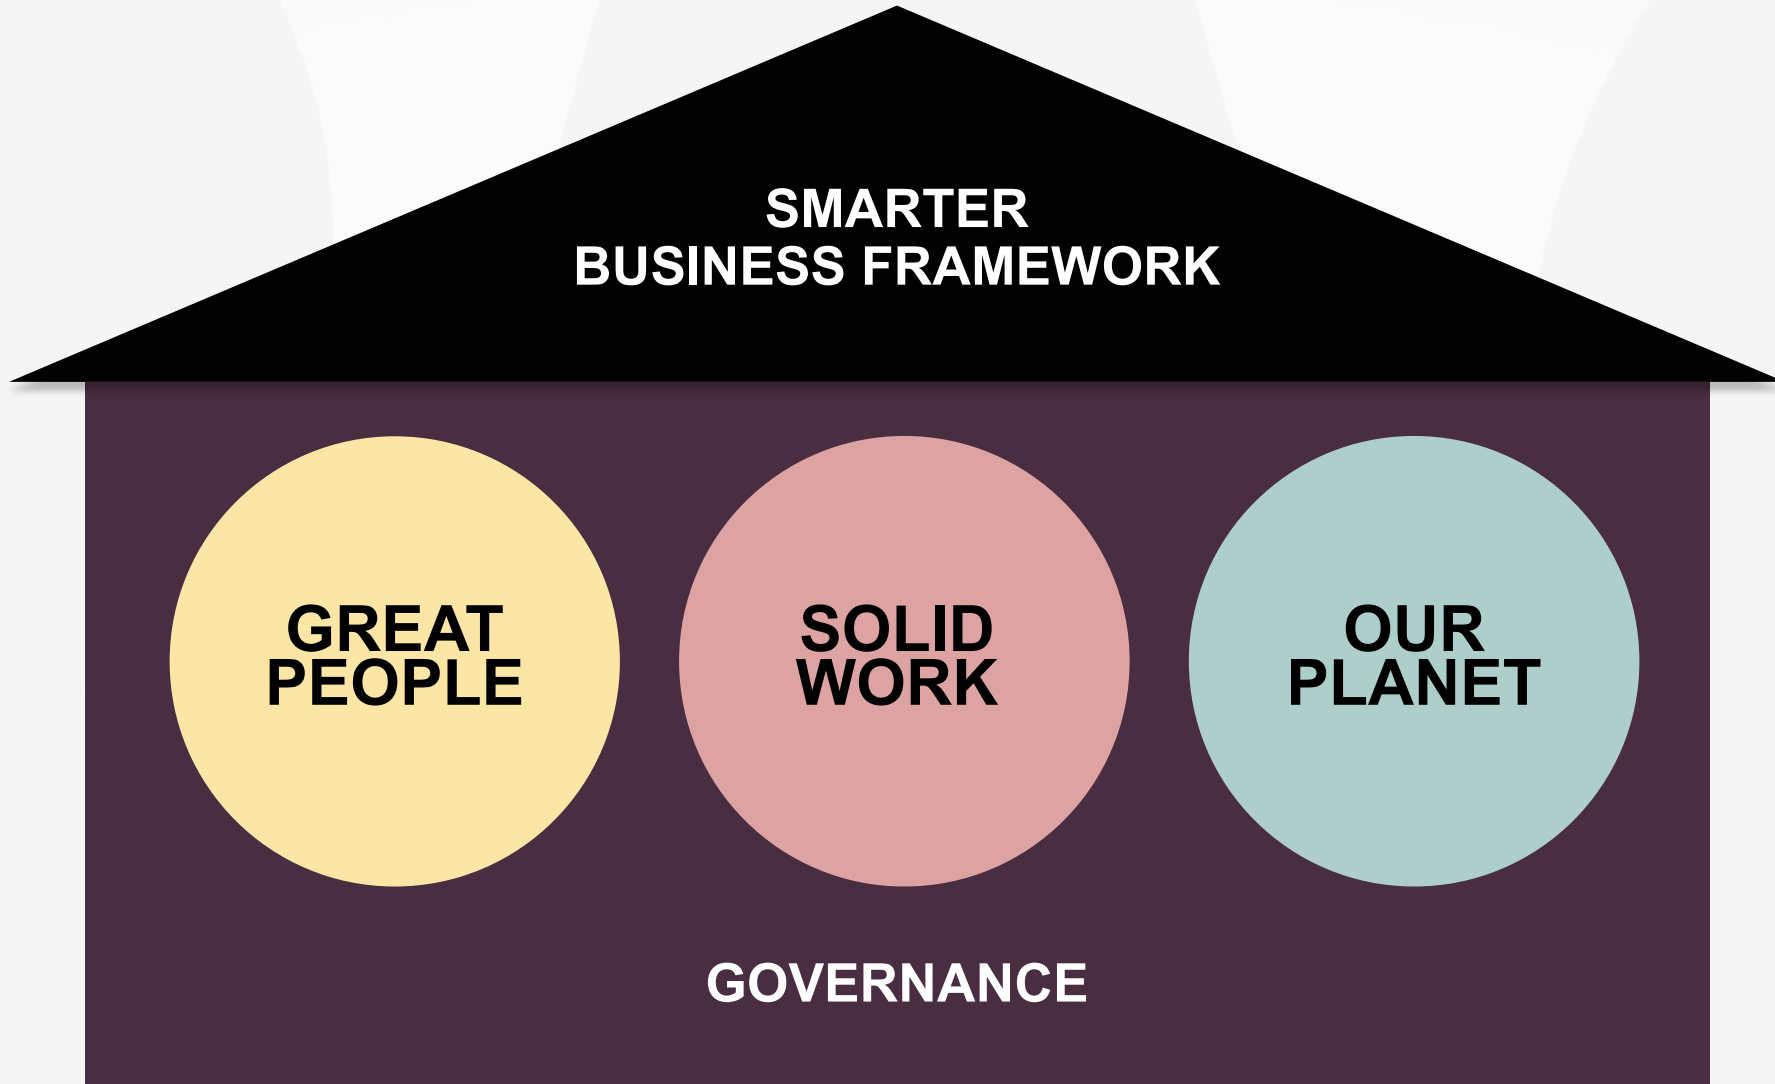 SMARTER
BUSINESS FRAMEWORK
GREAT
PEOPLE
SOLID
WORK
OUR
PLANET
GOVERNANCE